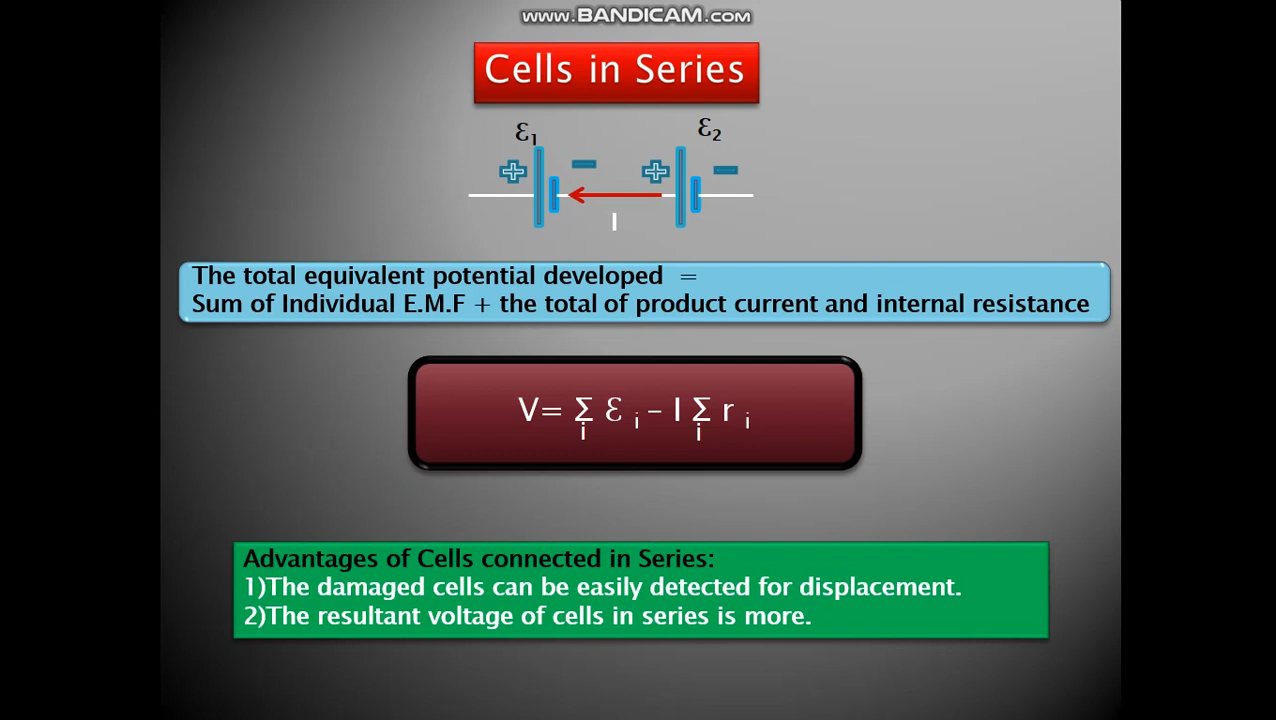 www.BANDICAM.com
Cells in Series
Ɛ1 Ɛ2
+ − + −
I
The total equivalent potential developed =
Sum of Individual E.M.F + the total of product current and internal resistance
V= Σ Ɛ i – I Σ r i
i i
Advantages of Cells connected in Series:
1)The damaged cells can be easily detected for displacement.
2)The resultant voltage of cells in series is more.